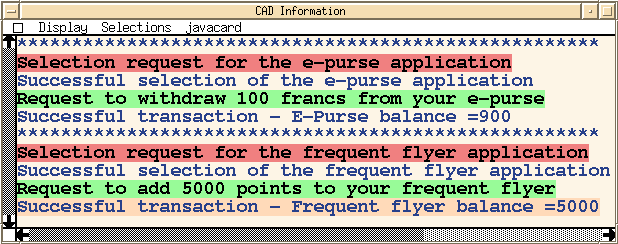 CAD Information
Display Selections javacard
*****************************************************
Selection request for the e-purse application
Successful selection of the e-purse application
Request to withdraw 100 francs from your e-purse
Successful transaction - E-Purse balance =900
*****************************************************
Selection request for the frequent flyer application
Successful selection of the frequent flyer application
Request to add 5000 points to your frequent flyer
Successful transaction - Frequent flyer balance =5000